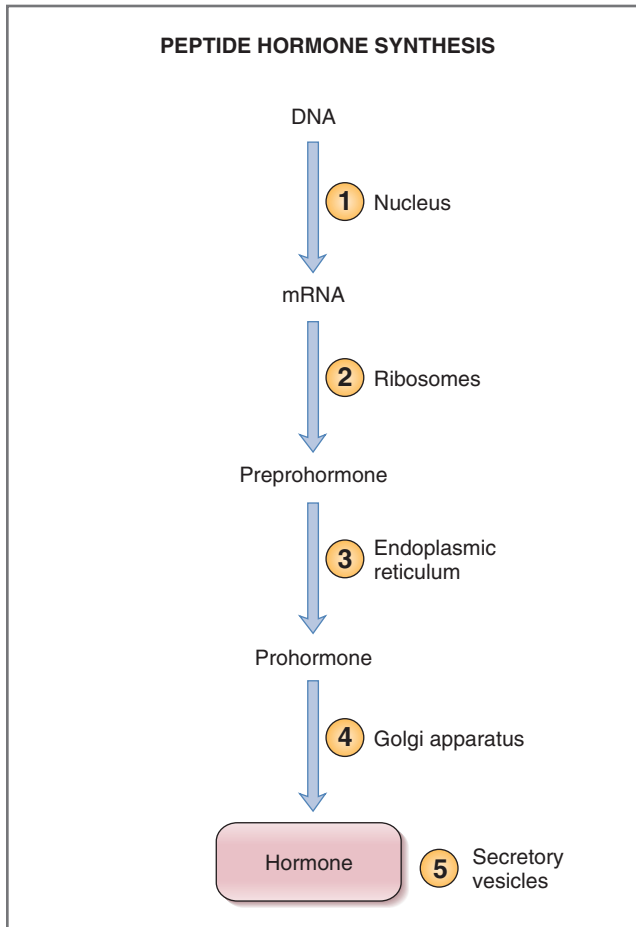 PEPTIDE HORMONE SYNTHESIS
DNA
1 Nucleus
mRNA
2 Ribosomes
Preprohormone
3 Endoplasmic
reticulum
Prohormone
4 Golgi apparatus
Hormone
5 Secretory
vesicles